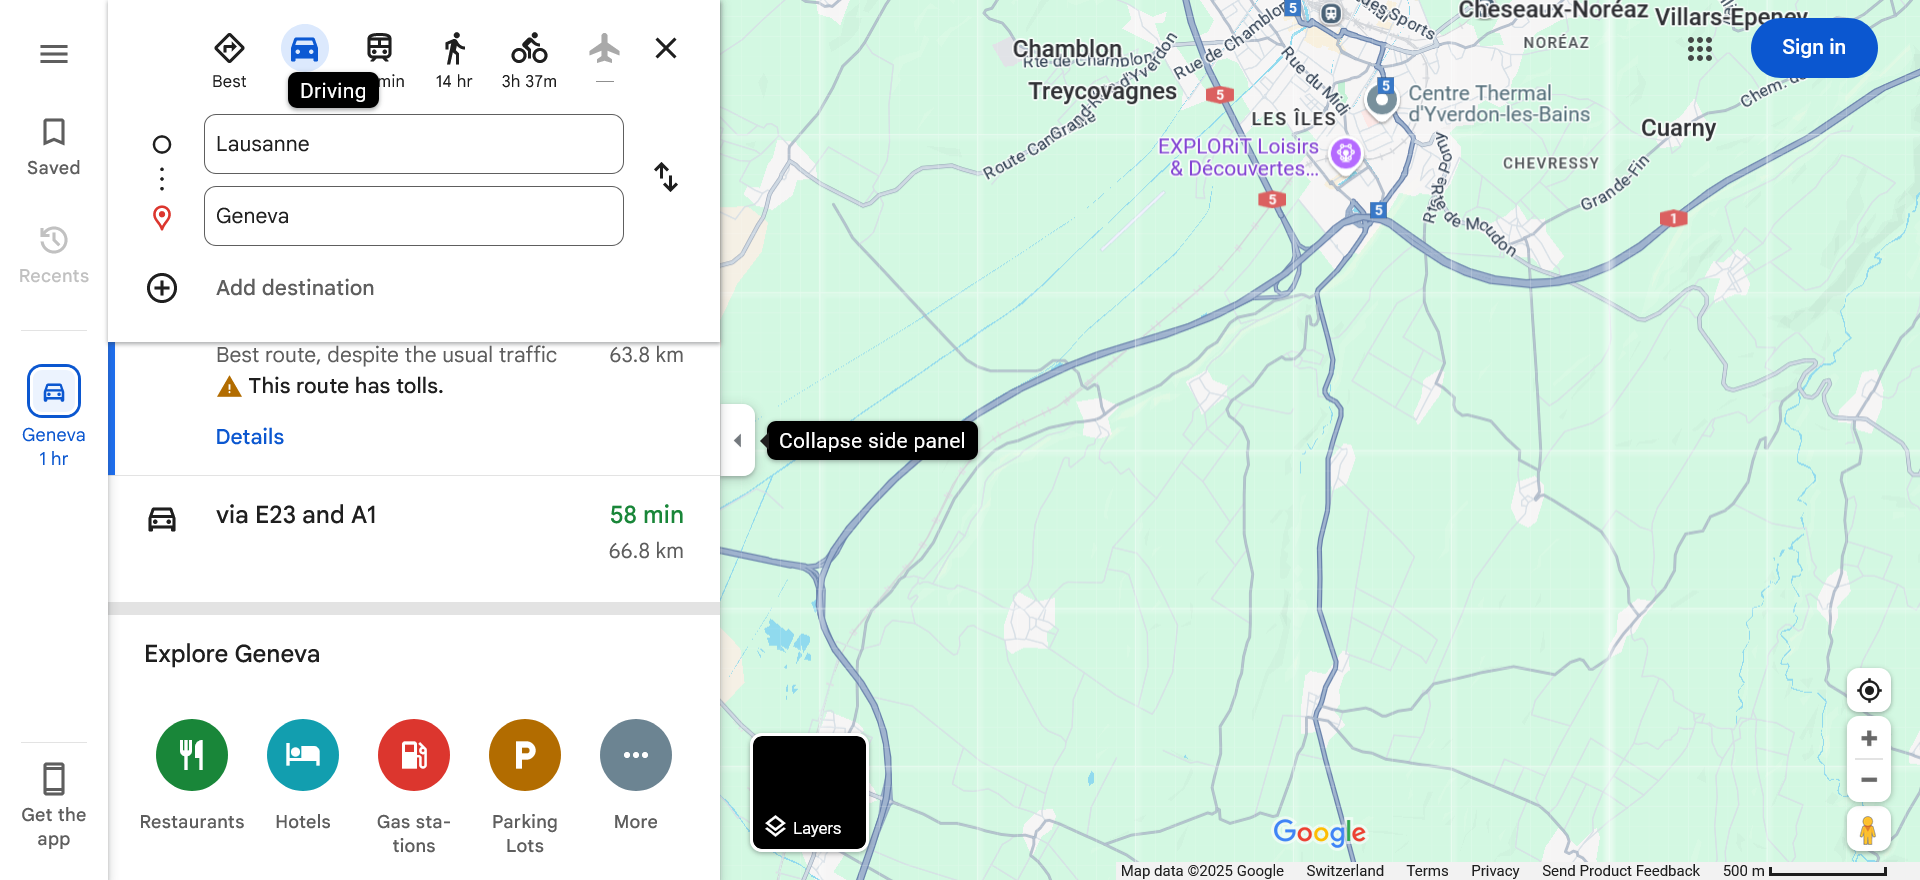 Best
Driving
min
14 hr
3h 37m
—
Saved
Recents
Geneva
1 hr
Get the
app
Lausanne
Geneva
Add destination
Best route, despite the usual traffic
63.8 km
This route has tolls.
Details
via E23 and A1
58 min
66.8 km
Explore Geneva
Restaurants
Hotels
Gas sta-
tions
Parking
Lots
More
Collapse side panel
Layers
Sign in
Cheseaux-Noréaz
Villars-Epeney
NORÉAZ
Chamblon
Rte de Chamblon
Treycovagnes
Rue de Chamblon
Rue du Midi
des Sports
LES ÎLES
Centre Thermal
d'Yverdon-les-Bains
EXPLORiT Loisirs
& Découvertes...
Cuarny
CHEVRESSY
Grande-Fin
Rte de Moudon
5
5
5
5
5
1
Google
Map data ©2025 Google
Switzerland
Terms
Privacy
Send Product Feedback
500 m